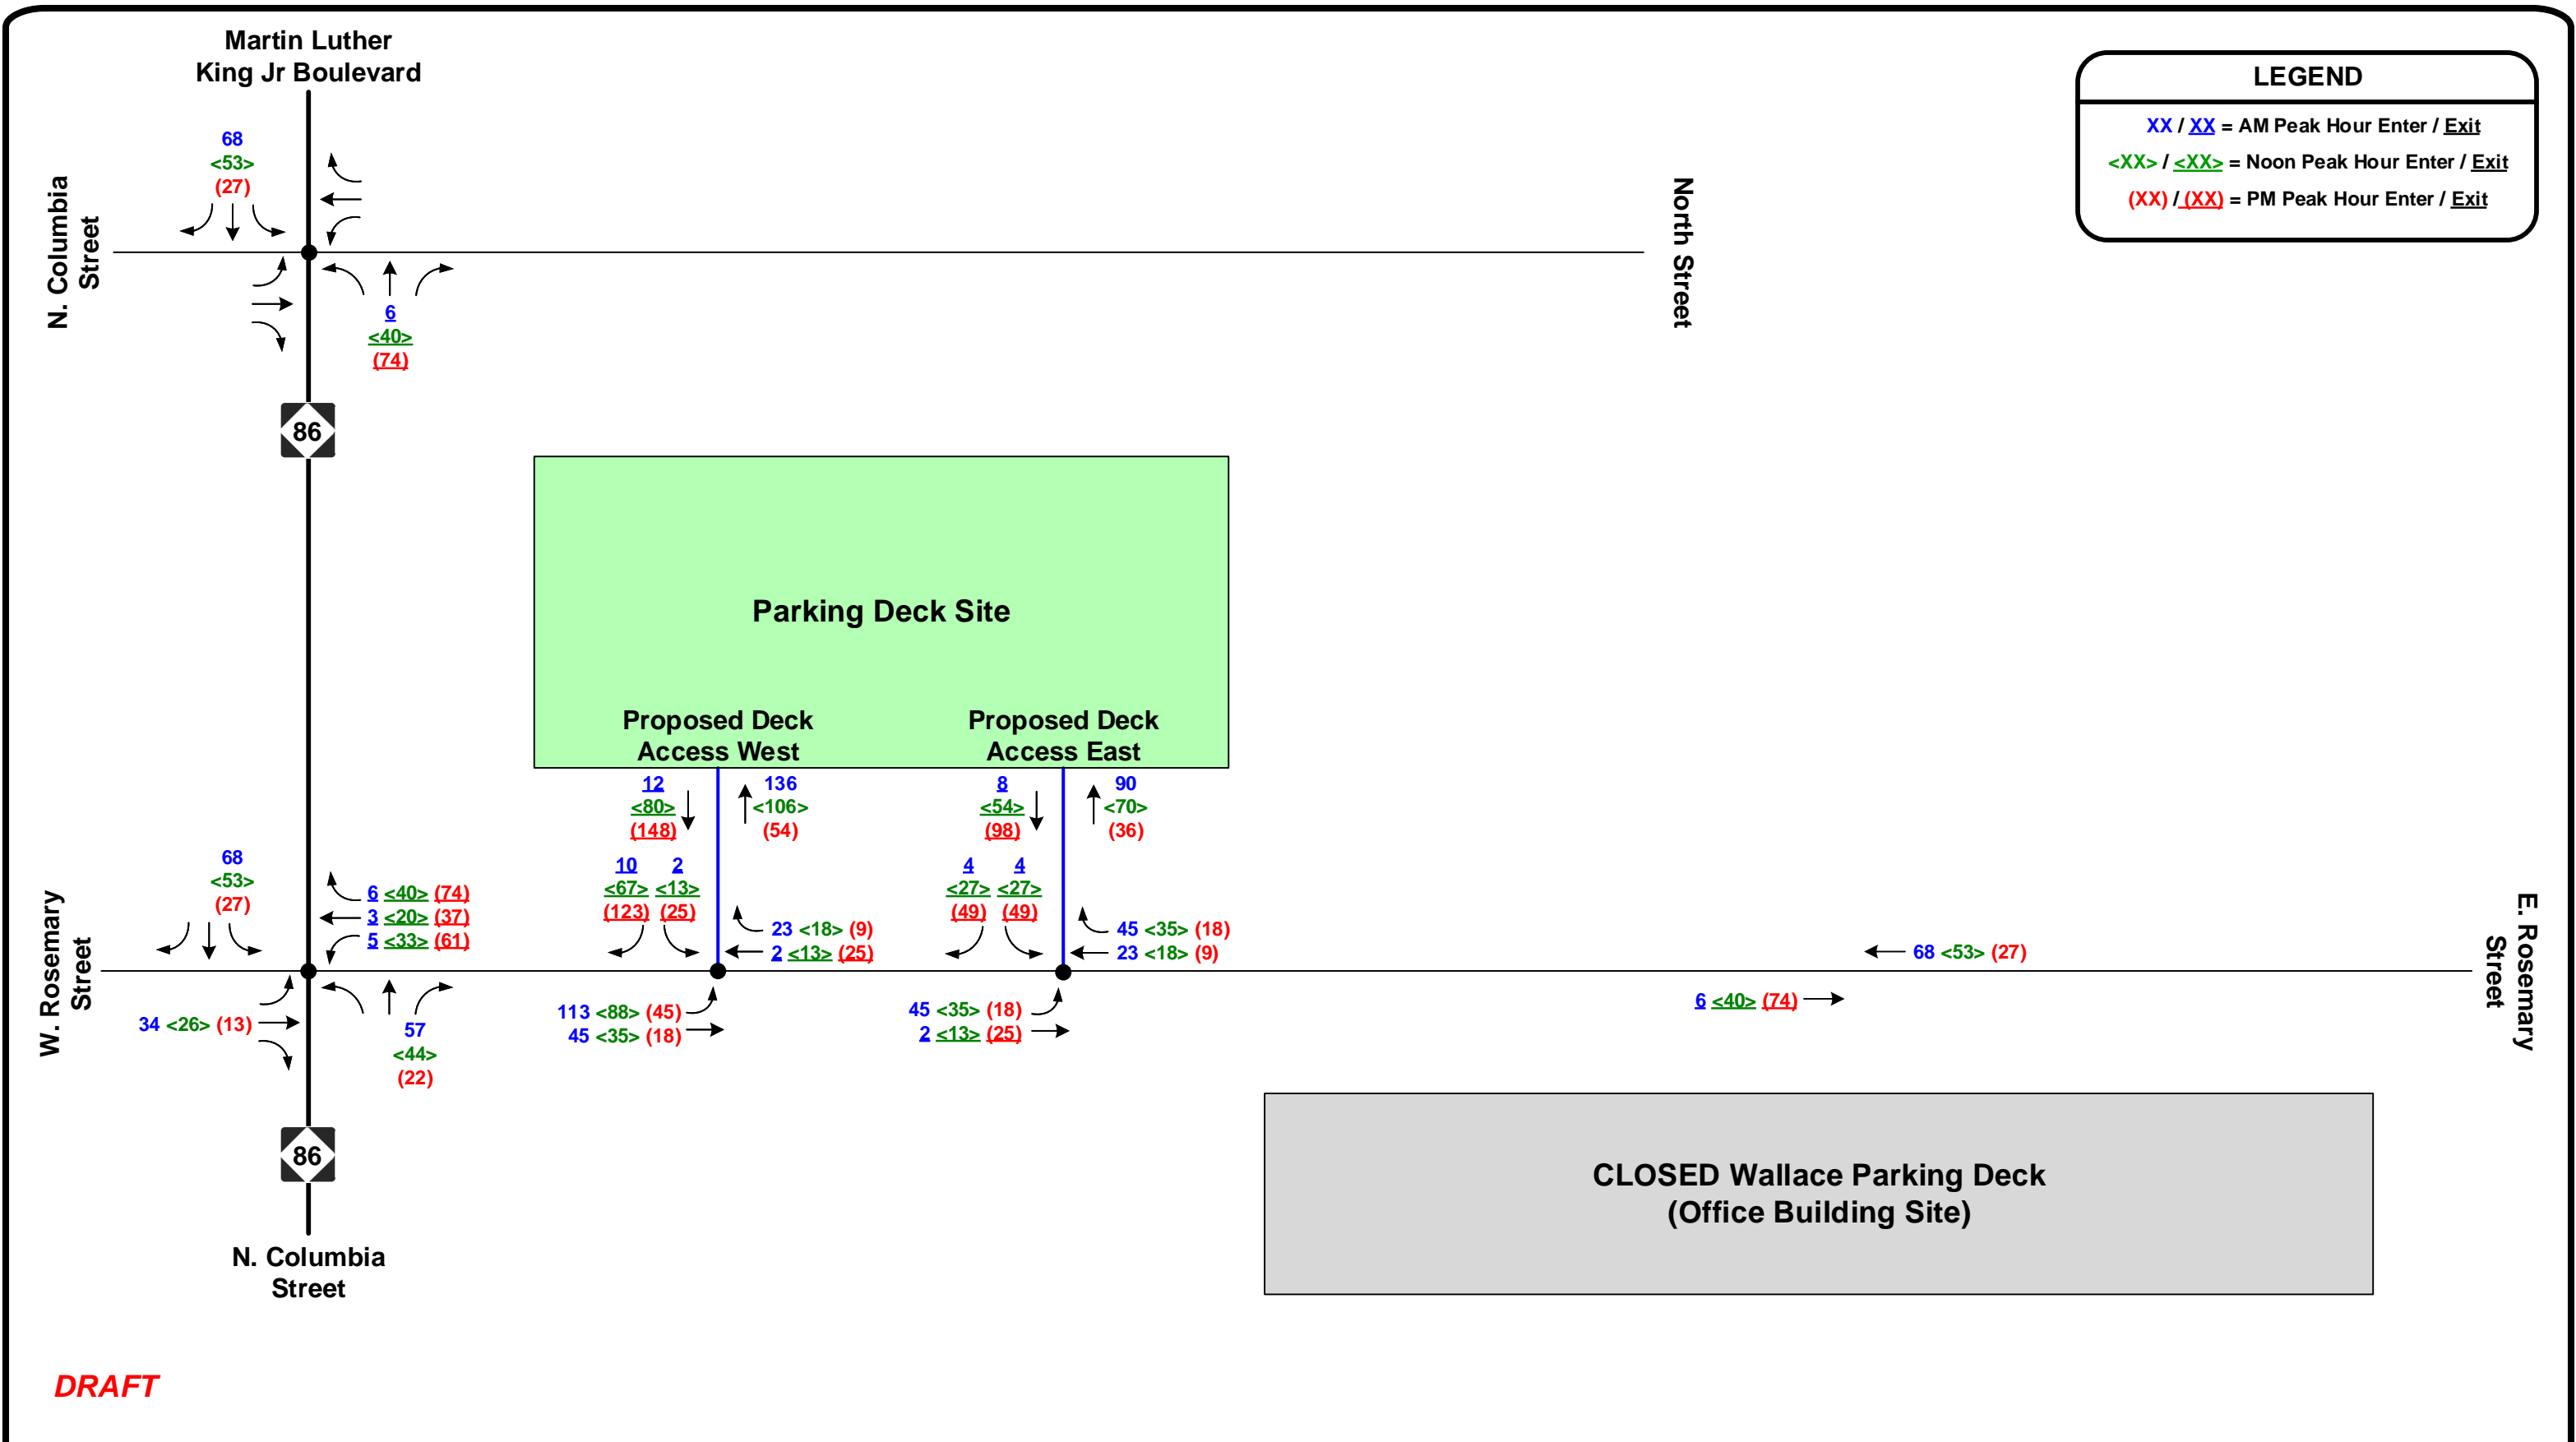 Martin Luther
King Jr Boulevard
LEGEND
XX / XX = AM Peak Hour Enter / Exit
<XX> / <XX> = Noon Peak Hour Enter / Exit
(XX) / (XX) = PM Peak Hour Enter / Exit
68
<53>
(27)
N. Columbia
Street
North Street
6
<40>
(74)
86
Parking Deck Site
Proposed Deck
Access West
Proposed Deck
Access East
12
<80>
(148)
136
<106>
(54)
8
<54>
(98)
90
<70>
(36)
10
<67>
(123)
2
<13>
(25)
4
<27>
(49)
4
<27>
(49)
68
<53>
(27)
6 <40> (74)
3 <20> (37)
5 <33> (61)
23 <18> (9)
2 <13> (25)
45 <35> (18)
23 <18> (9)
68 <53> (27)
W. Rosemary
Street
E. Rosemary
Street
34 <26> (13)
57
<44>
(22)
113 <88> (45)
45 <35> (18)
45 <35> (18)
2 <13> (25)
6 <40> (74)
86
CLOSED Wallace Parking Deck
(Office Building Site)
N. Columbia
Street
DRAFT